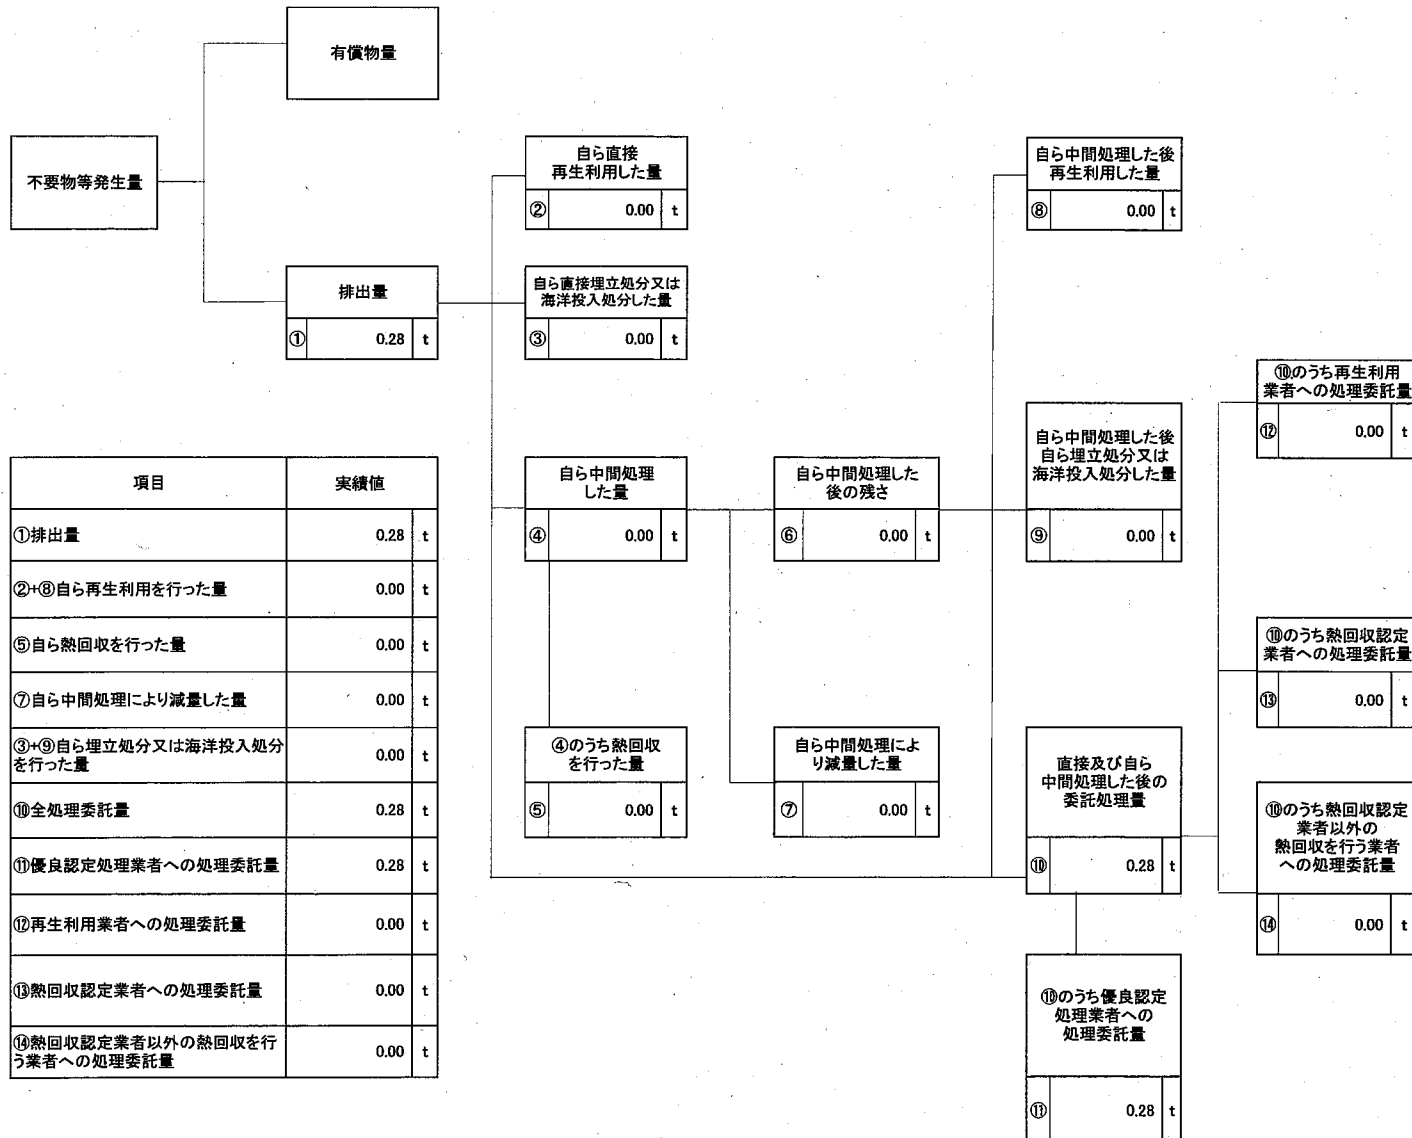 有償物量
不要物等発生量
排出量
① 0.28 t
自ら直接
再生利用した量
② 0.00 t
自ら直接埋立処分又は
海洋投入処分した量
③ 0.00 t
自ら中間処理
した量
④ 0.00 t
④のうち熱回収
を行った量
⑤ 0.00 t
自ら中間処理した
後の残さ
⑥ 0.00 t
自ら中間処理によ
り減量した量
⑦ 0.00 t
自ら中間処理した後
再生利用した量
⑧ 0.00 t
自ら中間処理した後
自ら埋立処分又は
海洋投入処分した量
⑨ 0.00 t
直接及び自ら
中間処理した後の
委託処理量
⑩ 0.28 t
⑩のうち優良認定
処理業者への
処理委託量
⑪ 0.28 t
⑩のうち再生利用
業者への処理委託量
⑫ 0.00 t
⑩のうち熱回収認定
業者への処理委託量
⑬ 0.00 t
⑩のうち熱回収認定
業者以外の
熱回収を行う業者
への処理委託量
⑭ 0.00 t
項目 実績値
①排出量 0.28 t
②+⑧自ら再生利用を行った量 0.00 t
⑤自ら熱回収を行った量 0.00 t
⑦自ら中間処理により減量した量 0.00 t
③+⑨自ら埋立処分又は海洋投入処分
を行った量 0.00 t
⑩全処理委託量 0.28 t
⑪優良認定処理業者への処理委託量 0.28 t
⑫再生利用業者への処理委託量 0.00 t
⑬熱回収認定業者への処理委託量 0.00 t
⑭熱回収認定業者以外の熱回収を行
う業者への処理委託量 0.00 t